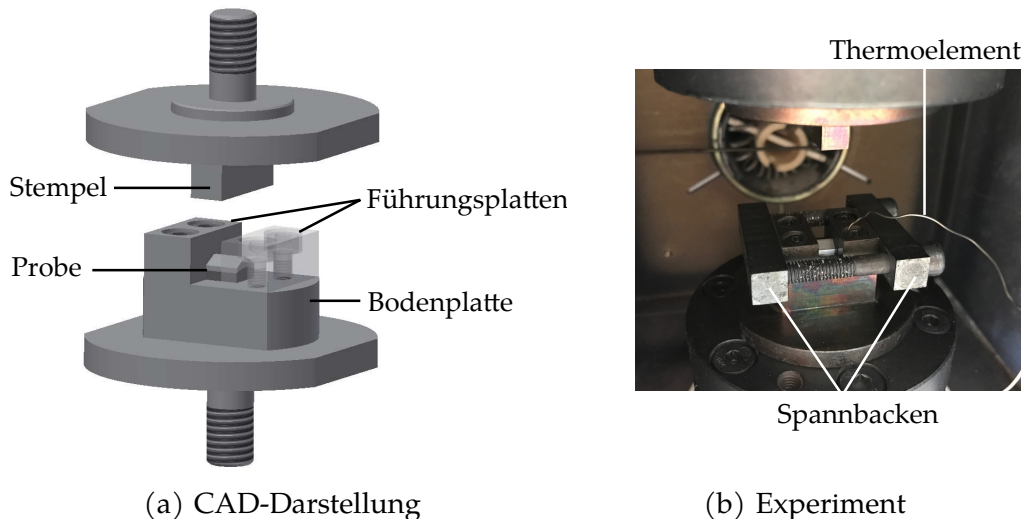 Thermoelement
Stempel
Führungsplatten
Probe
Bodenplatte
Spannbacken
(a) CAD-Darstellung
(b) Experiment